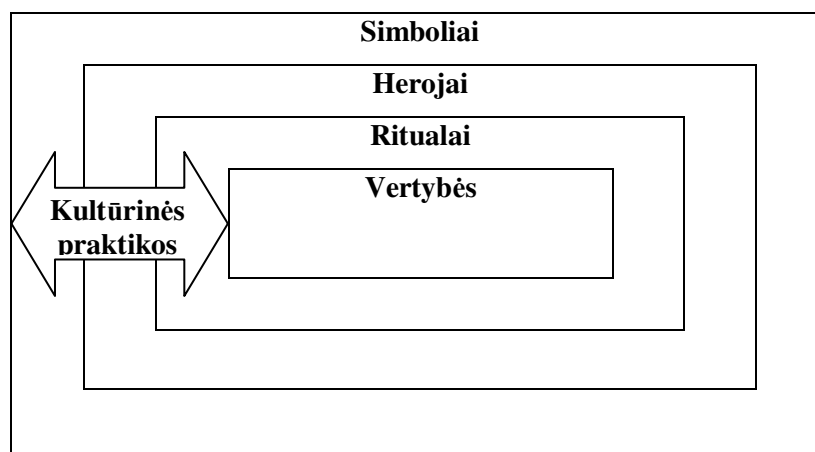 Simboliai
Herojai
Ritualai
Vertybės
Kultūrinės
praktikos